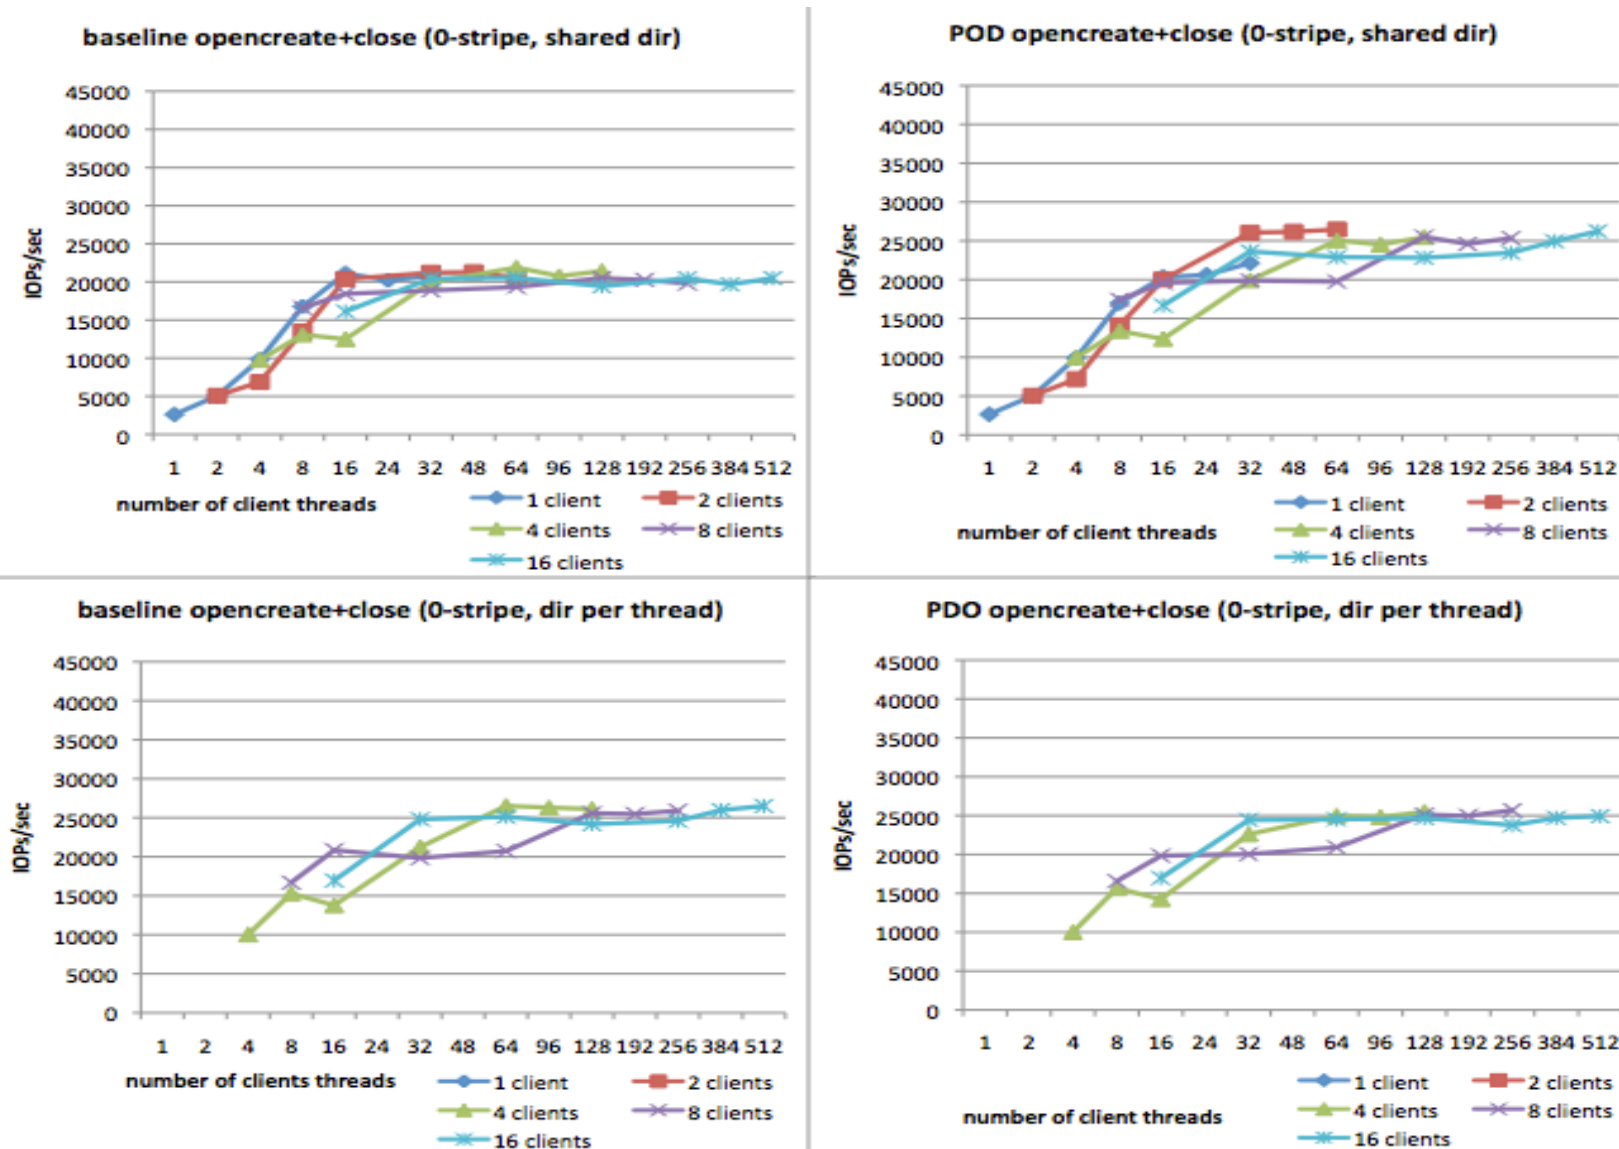 baseline opencreate+close (0-stripe, shared dir)
45000
40000
35000
30000
25000
20000
15000
10000
5000
0
IOPs/sec
1 2 4 8 16 24 32 48 64 96 128 192 256 384 512
number of client threads
1 client
2 clients
4 clients
8 clients
16 clients
POD opencreate+close (0-stripe, shared dir)
45000
40000
35000
30000
25000
20000
15000
10000
5000
0
IOPs/sec
1 2 4 8 16 24 32 48 64 96 128 192 256 384 512
number of client threads
1 client
2 clients
4 clients
8 clients
16 clients
baseline opencreate+close (0-stripe, dir per thread)
45000
40000
35000
30000
25000
20000
15000
10000
5000
0
IOPs/sec
1 2 4 8 16 24 32 48 64 96 128 192 256 384 512
number of clients threads
1 client
2 clients
4 clients
8 clients
16 clients
PDO opencreate+close (0-stripe, dir per thread)
45000
40000
35000
30000
25000
20000
15000
10000
5000
0
IOPs/sec
1 2 4 8 16 24 32 48 64 96 128 192 256 384 512
number of client threads
1 client
2 clients
4 clients
8 clients
16 clients